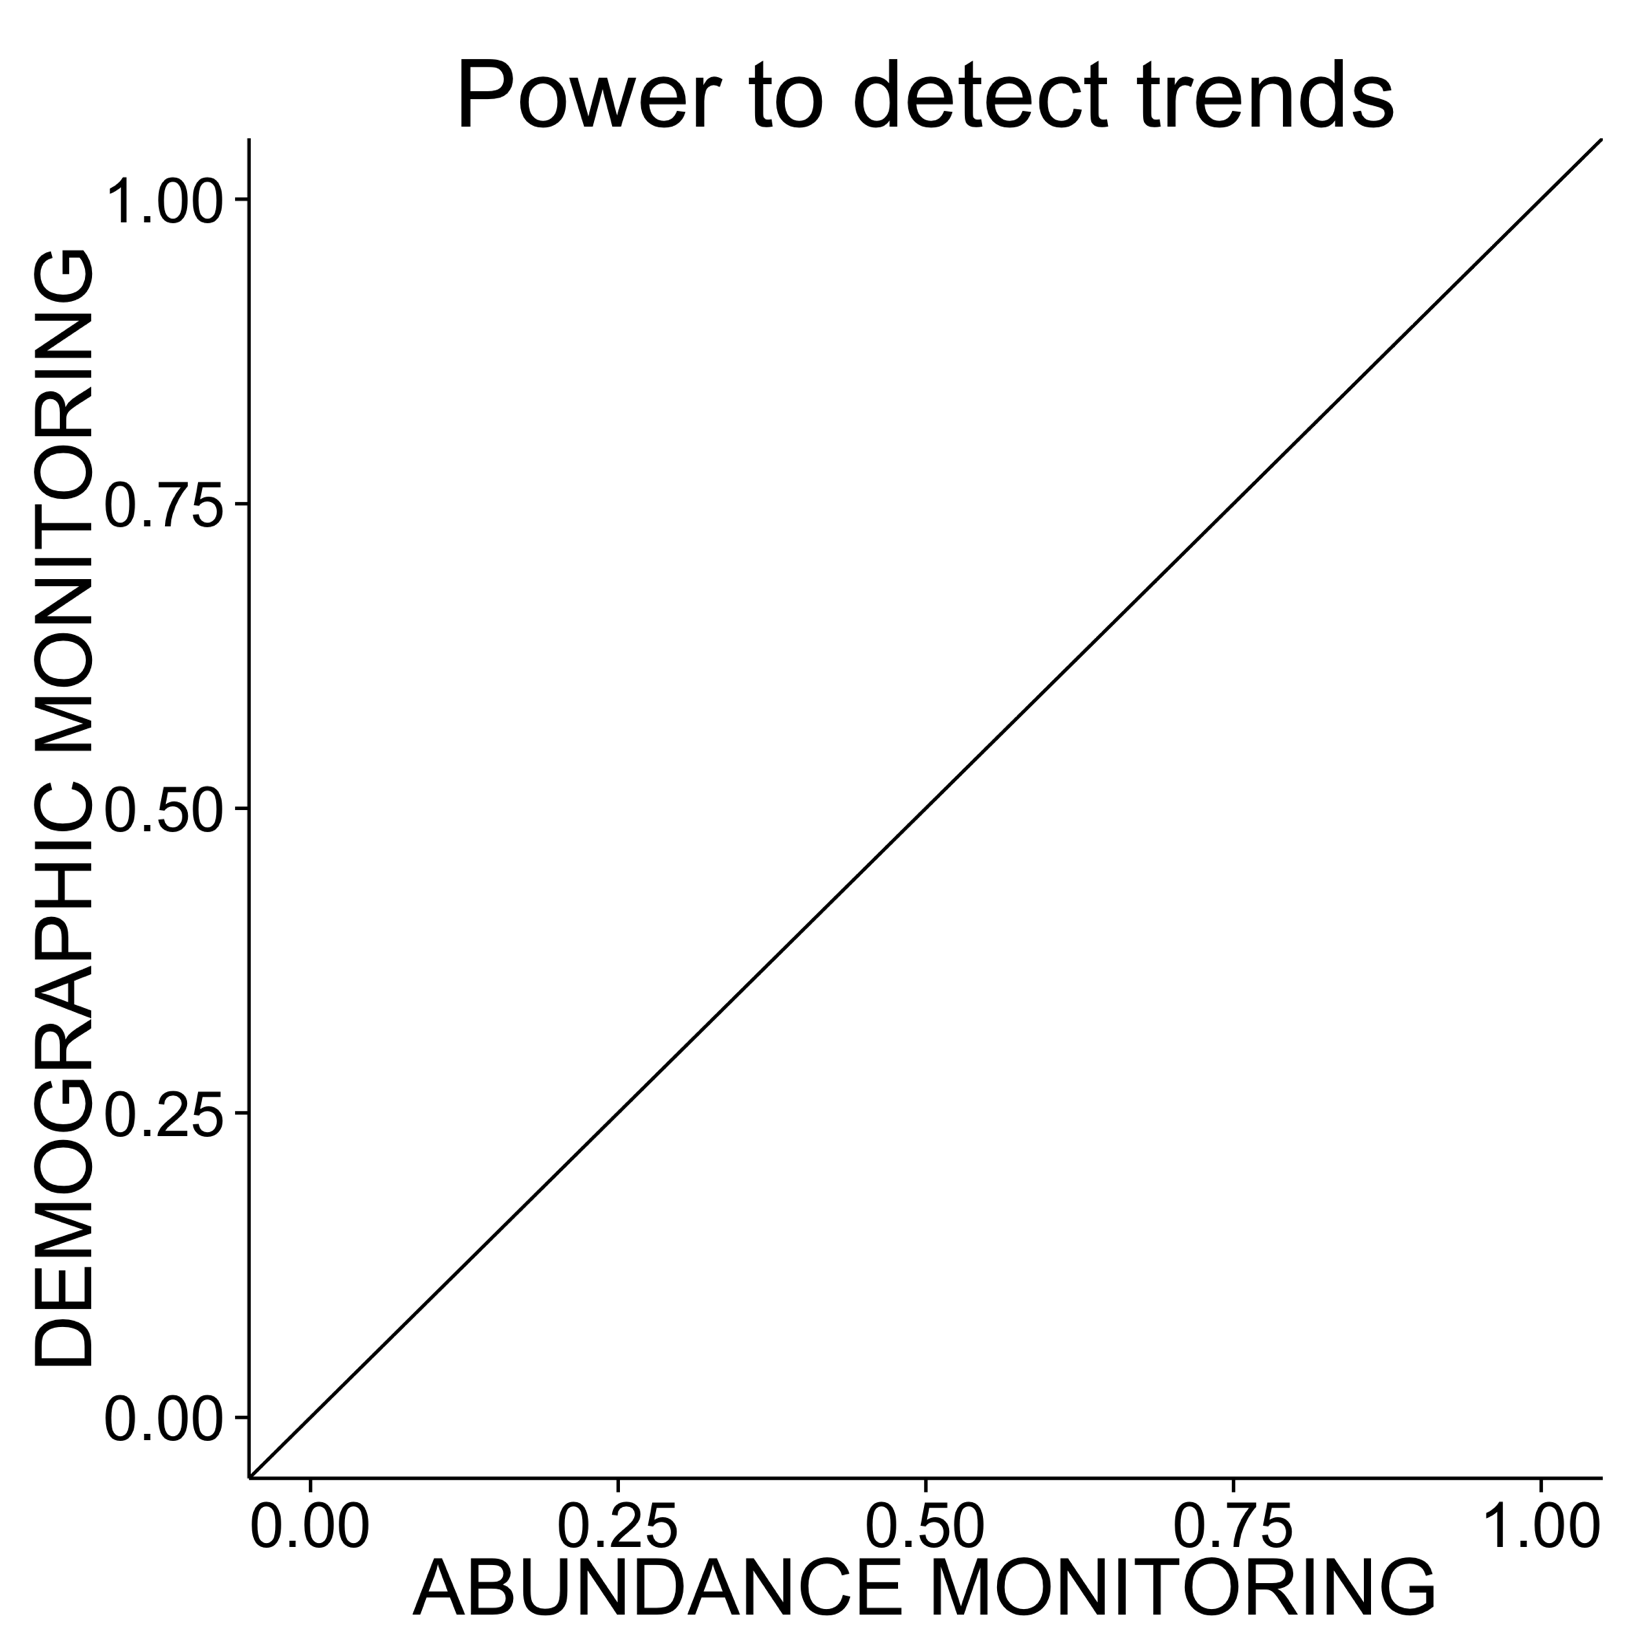 Power to detect trends
DEMOGRAPHIC MONITORING
1.00
0.75
0.50
0.25
0.00
0.00 0.25 0.50 0.75 1.00
ABUNDANCE MONITORING